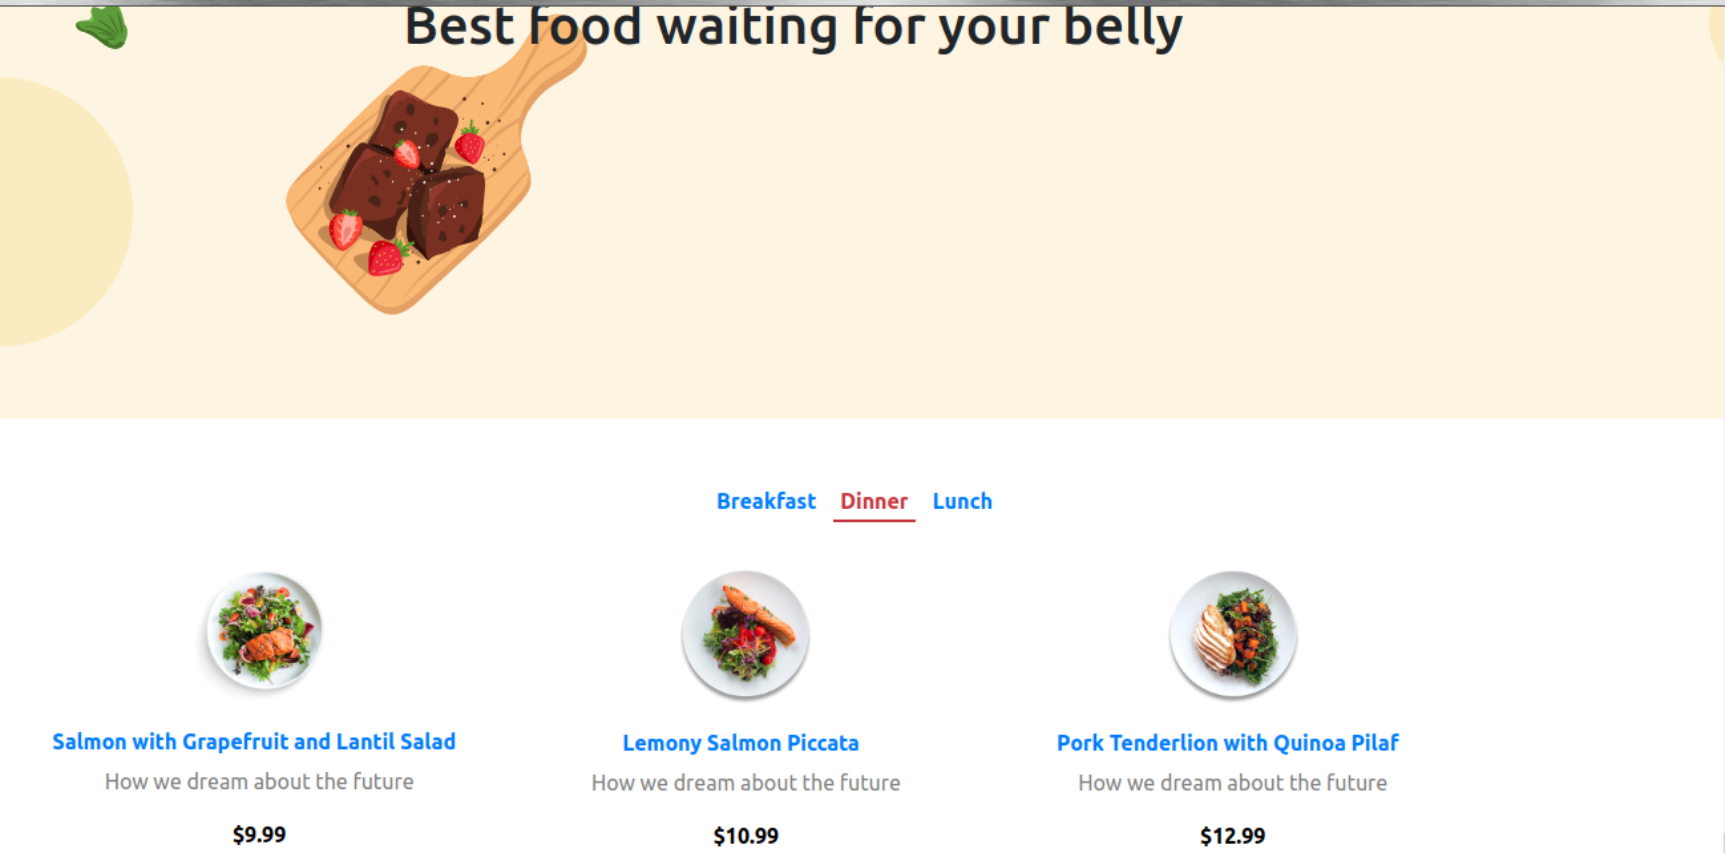 Best food waiting for your belly
Breakfast Dinner Lunch
Salmon with Grapefruit and Lantil Salad
How we dream about the future
$9.99
Lemony Salmon Piccata
How we dream about the future
$10.99
Pork Tenderlion with Quinoa Pilaf
How we dream about the future
$12.99